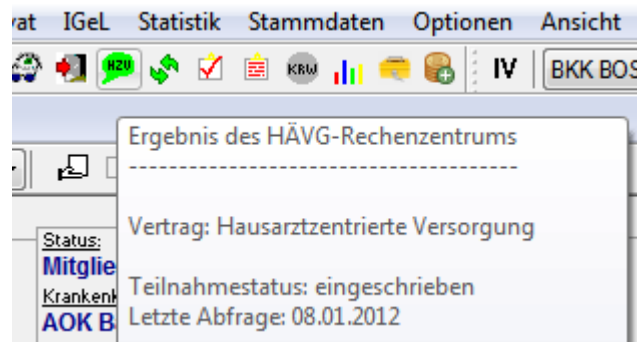 vat IGeL Statistik Stammdaten Optionen Ansicht
HZV KBW IV BKK BOS
Ergebnis des HÄVG-Rechenzentrums
---------------------------------------
Vertrag: Hausarztzentrierte Versorgung
Status:
Mitglie
Teilnahmestatus: eingeschrieben
Krankenk
Letzte Abfrage: 08.01.2012
AOK B